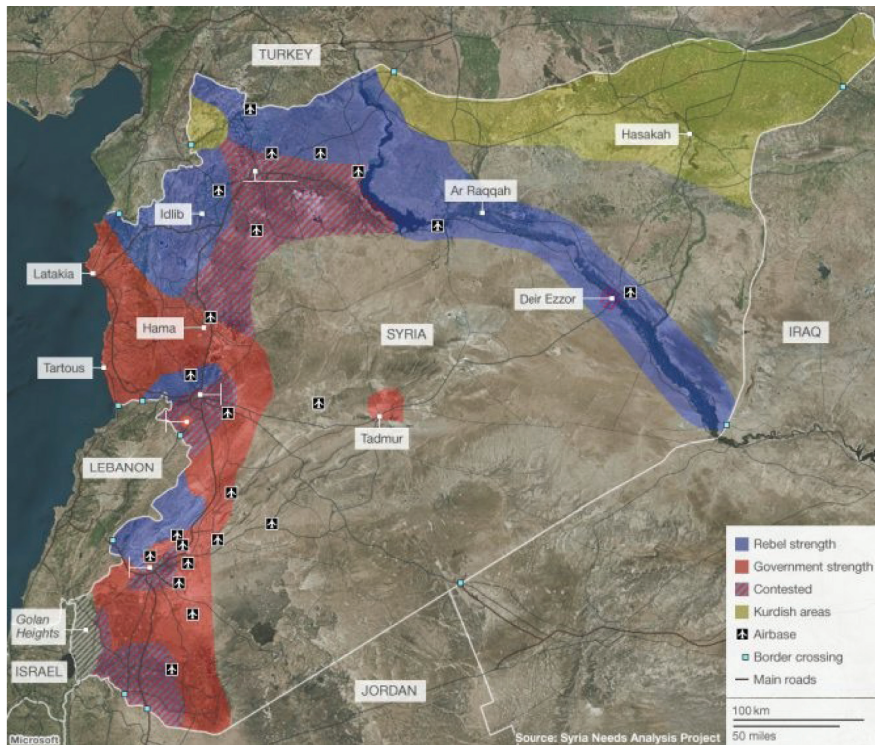 TURKEY
Hasakah
Ar Raqqah
Idlib
Latakia
Deir Ezzor
Hama
SYRIA
IRAQ
Tartous
Tadmur
LEBANON
Golan
Heights
ISRAEL
JORDAN
Rebel strength
Government strength
Contested
Kurdish areas
Airbase
Border crossing
Main roads
100 km
50 miles
Microsoft
Source: Syria Needs Analysis Project